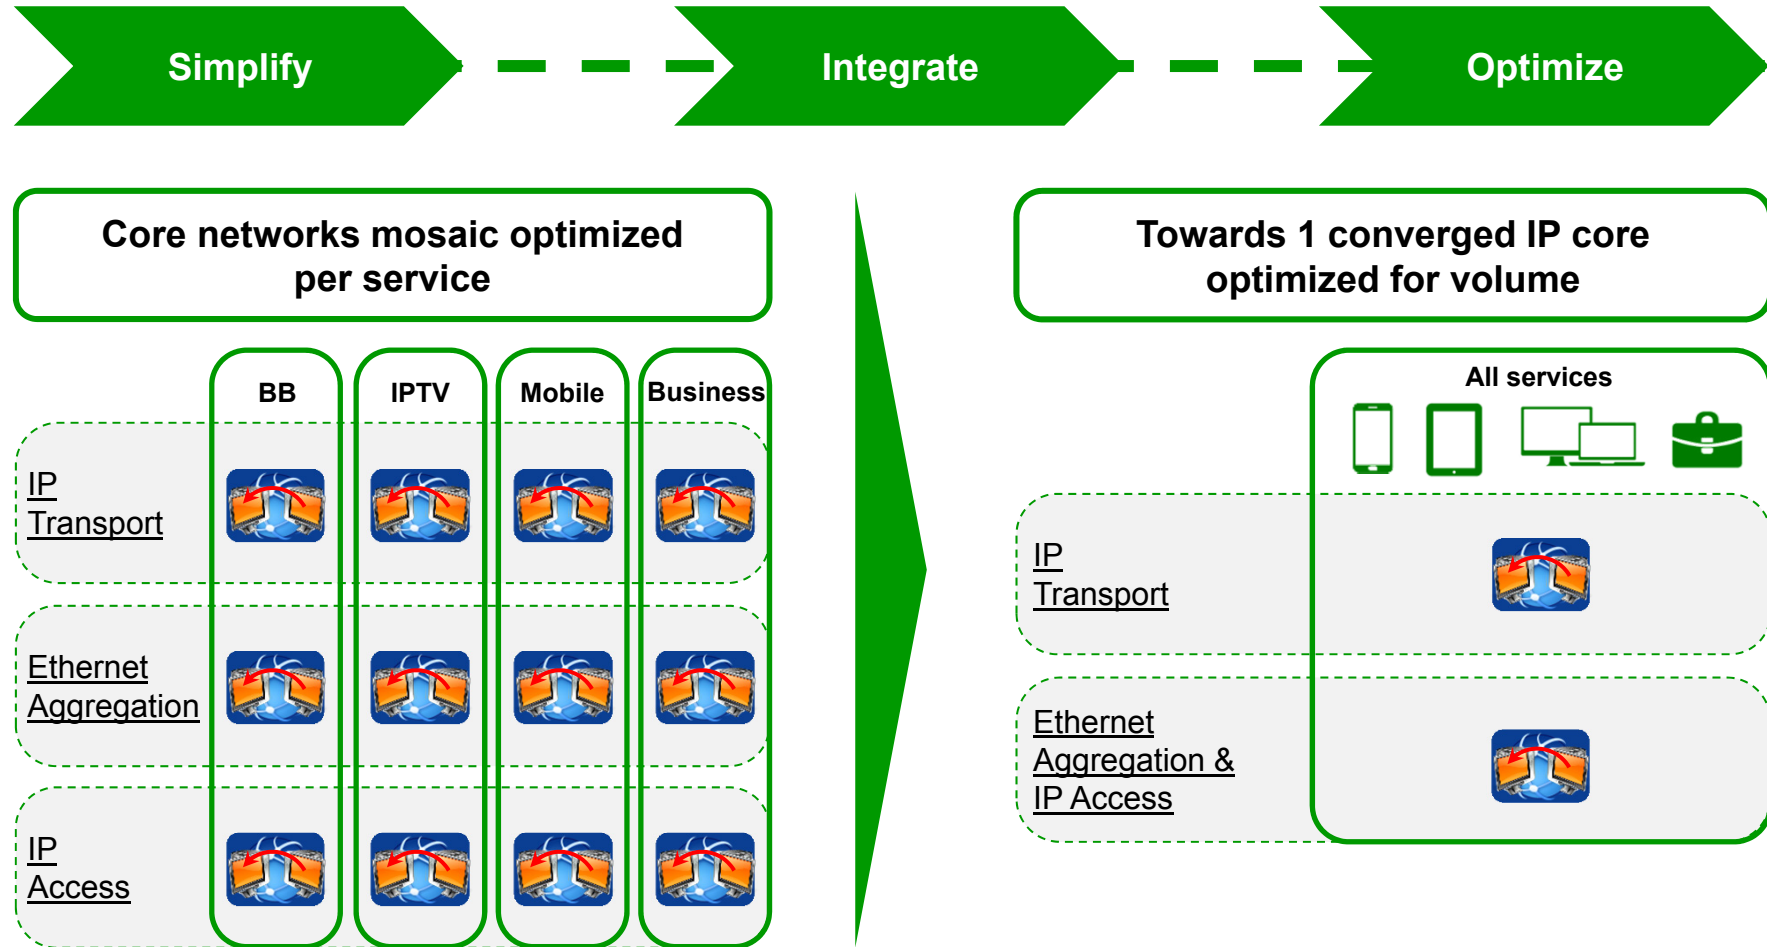 Simplify
Integrate
Optimize
Core networks mosaic optimized
per service
Towards 1 converged IP core
optimized for volume
BB
IPTV
Mobile
Business
IP
Transport
Ethernet
Aggregation
IP
Access
All services
IP
Transport
Ethernet
Aggregation &
IP Access